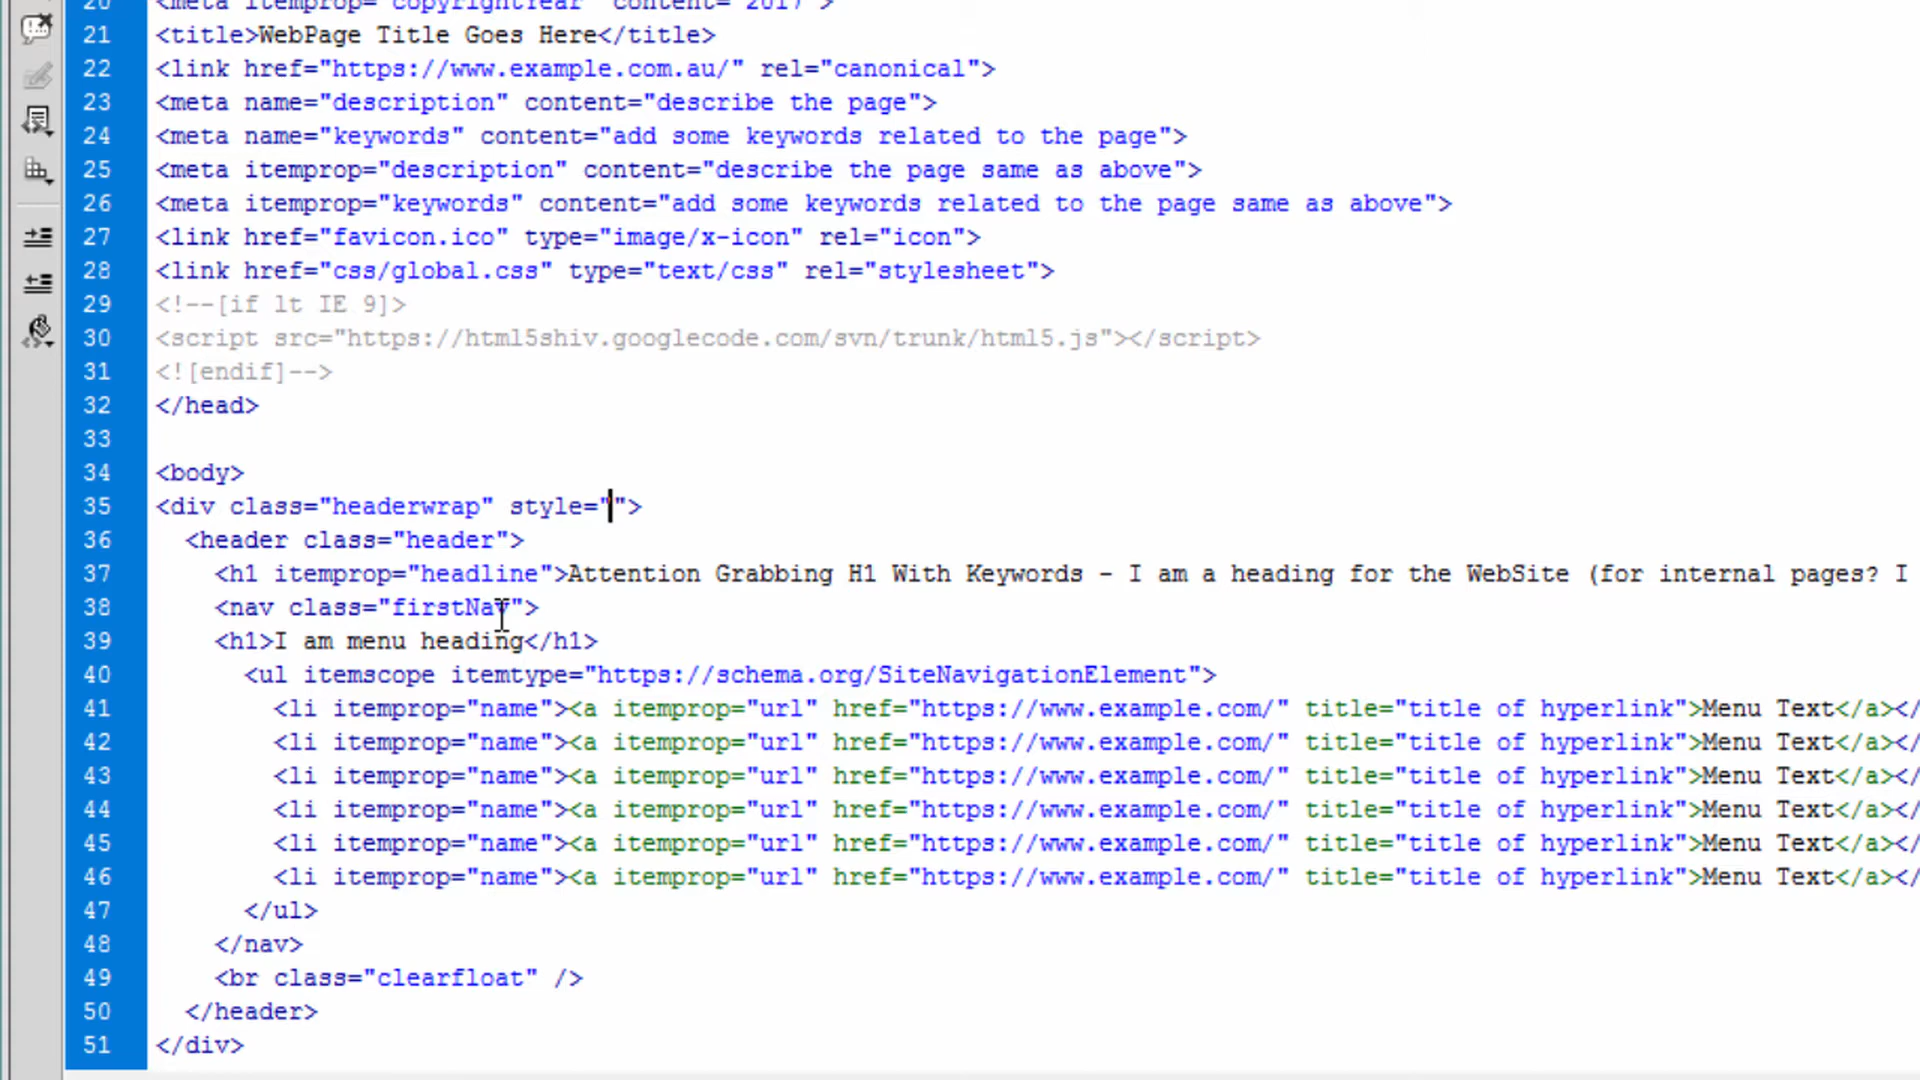 20 <meta itemprop="copyrightYear" content="2017">
21 <title>WebPage Title Goes Here</title>
22 <link href="https://www.example.com.au/" rel="canonical">
23 <meta name="description" content="describe the page">
24 <meta name="keywords" content="add some keywords related to the page">
25 <meta itemprop="description" content="describe the page same as above">
26 <meta itemprop="keywords" content="add some keywords related to the page same as above">
27 <link href="favicon.ico" type="image/x-icon" rel="icon">
28 <link href="css/global.css" type="text/css" rel="stylesheet">
29 <!--[if lt IE 9]>
30 <script src="https://html5shiv.googlecode.com/svn/trunk/html5.js"></script>
31 <![endif]-->
32 </head>
33
34 <body>
35 <div class="headerwrap" style="">
36 <header class="header">
37 <h1 itemprop="headline">Attention Grabbing H1 With Keywords - I am a heading for the WebSite (for internal pages? I
38 <nav class="firstNav">
39 <h1>I am menu heading</h1>
40 <ul itemscope itemtype="https://schema.org/SiteNavigationElement">
41 <li itemprop="name"><a itemprop="url" href="https://www.example.com/" title="title of hyperlink">Menu Text</a></
42 <li itemprop="name"><a itemprop="url" href="https://www.example.com/" title="title of hyperlink">Menu Text</a></
43 <li itemprop="name"><a itemprop="url" href="https://www.example.com/" title="title of hyperlink">Menu Text</a></
44 <li itemprop="name"><a itemprop="url" href="https://www.example.com/" title="title of hyperlink">Menu Text</a></
45 <li itemprop="name"><a itemprop="url" href="https://www.example.com/" title="title of hyperlink">Menu Text</a></
46 <li itemprop="name"><a itemprop="url" href="https://www.example.com/" title="title of hyperlink">Menu Text</a></
47 </ul>
48 </nav>
49 <br class="clearfloat" />
50 </header>
51 </div>